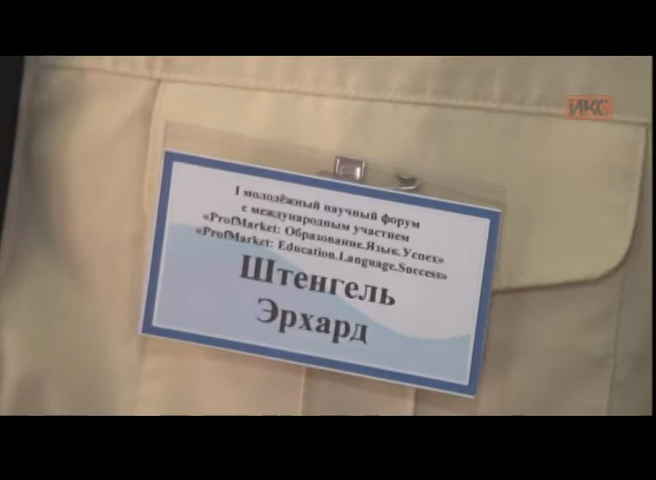 ИКС
I молодёжный научный форум
с международным участием
«ProfMarket: Образование.Язык.Успех»
«ProfMarket: Education.Language.Success»
Штенгель
Эрхард